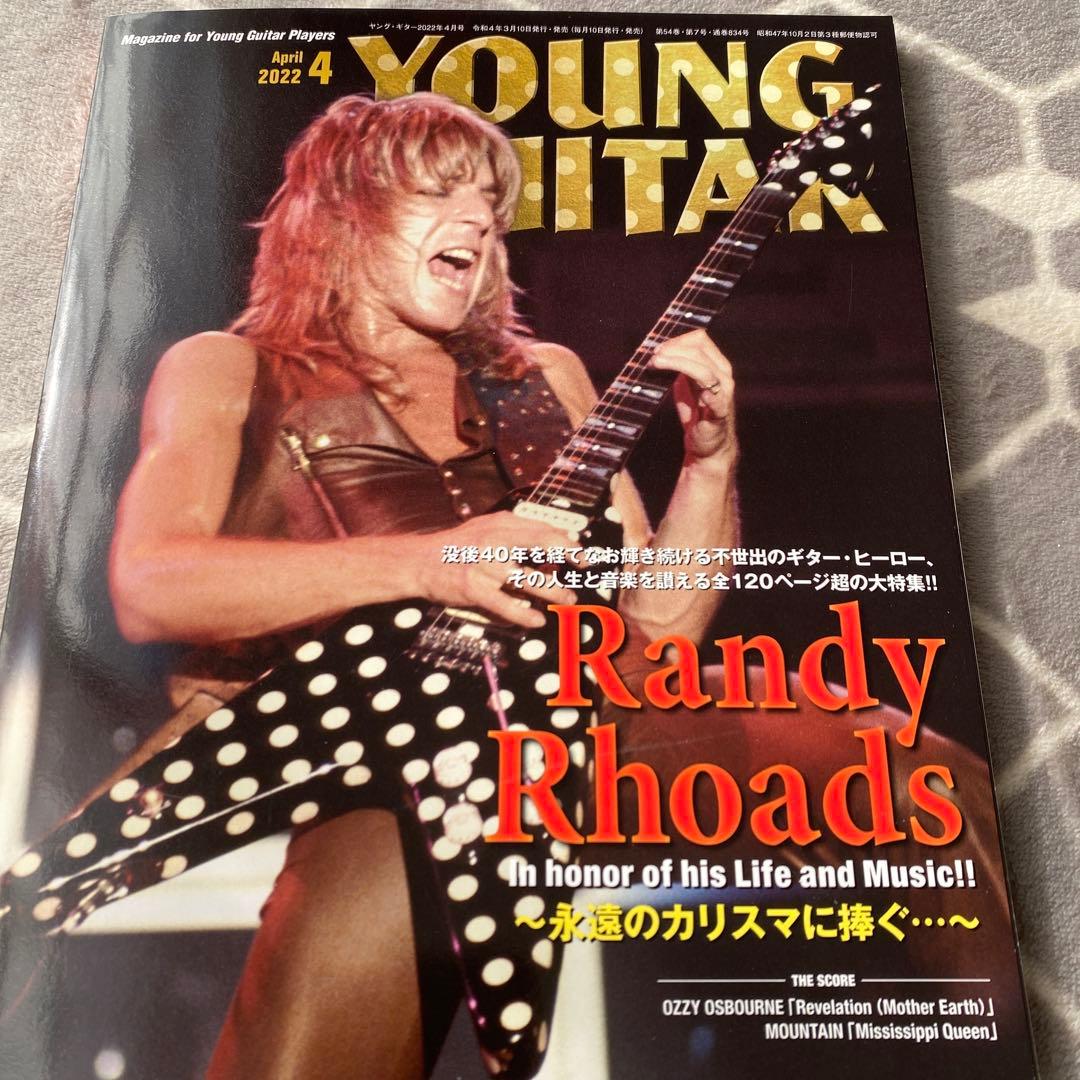 ヤング・ギター2022年4月号 令和4年3月10日発行・発売(毎月10日発行・発売) 第54巻・第7号・通巻834号 昭和47年10月2日第3種郵便物認可
Magazine for Young Guitar Players
April
2022 4
YOUNG
GUITAR
没後40年を経てなお輝き続ける不世出のギター・ヒーロー、
その人生と音楽を讃える全120ページ超の大特集!!
Randy
Rhoads
In honor of his Life and Music!!
～永遠のカリスマに捧ぐ…～
THE SCORE
OZZY OSBOURNE「Revelation (Mother Earth)」
MOUNTAIN「Mississippi Queen」